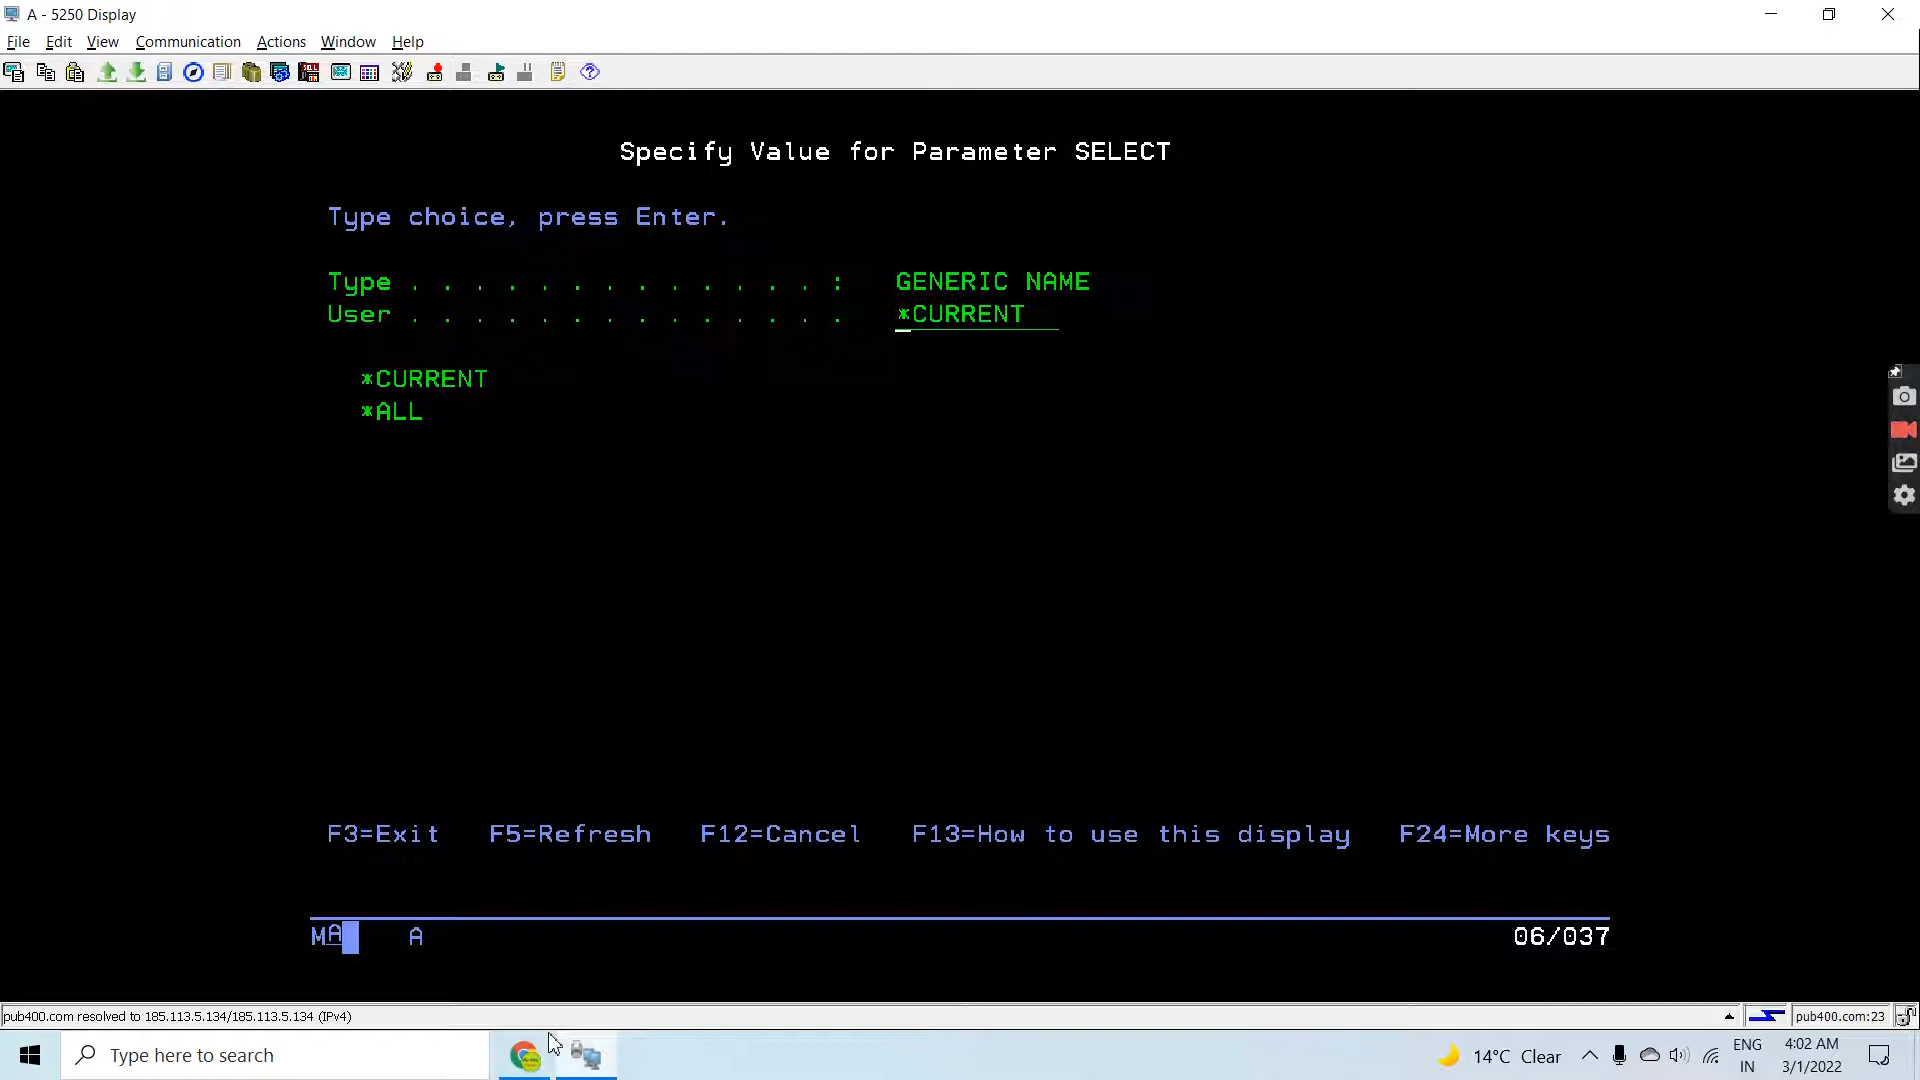 A - 5250 Display
File Edit View Communication Actions Window Help
Specify Value for Parameter SELECT
Type choice, press Enter.
Type . . . . . . . . . . . . . : GENERIC NAME
User . . . . . . . . . . . . . . *CURRENT
*CURRENT
*ALL
F3=Exit F5=Refresh F12=Cancel F13=How to use this display F24=More keys
MA A 06/037
pub400.com resolved to 185.113.5.134/185.113.5.134 (IPv4)
pub400.com:23
Type here to search
14°C Clear
ENG
IN
4:02 AM
3/1/2022